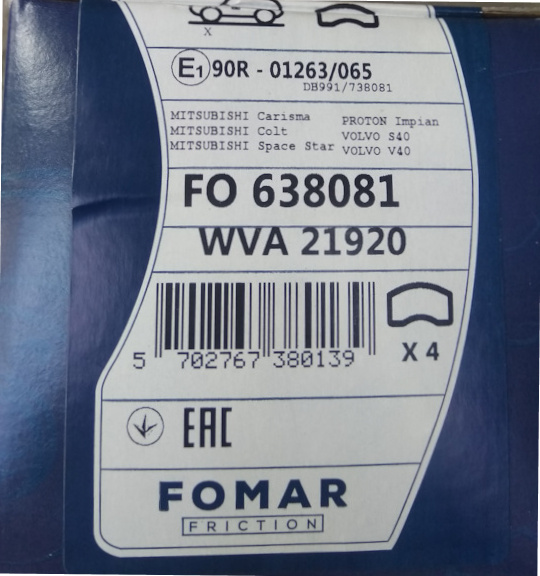 X
E1 90R - 01263/065
DB991/738081
MITSUBISHI Carisma
MITSUBISHI Colt
MITSUBISHI Space Star
PROTON Impian
VOLVO S40
VOLVO V40
FO 638081
WVA 21920
5 702767 380139
X 4
EAC
FOMAR
FRICTION